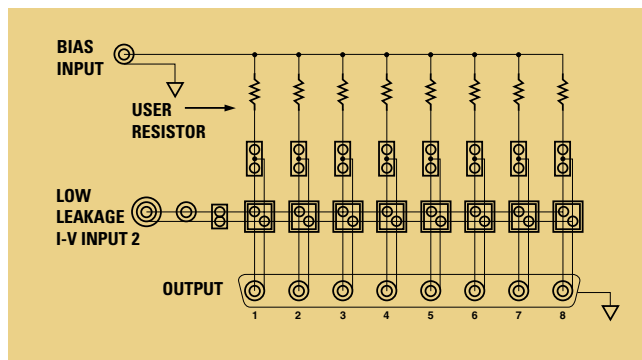 BIAS
INPUT
USER
RESISTOR
LOW
LEAKAGE
I-V INPUT 2
OUTPUT
1 2 3 4 5 6 7 8